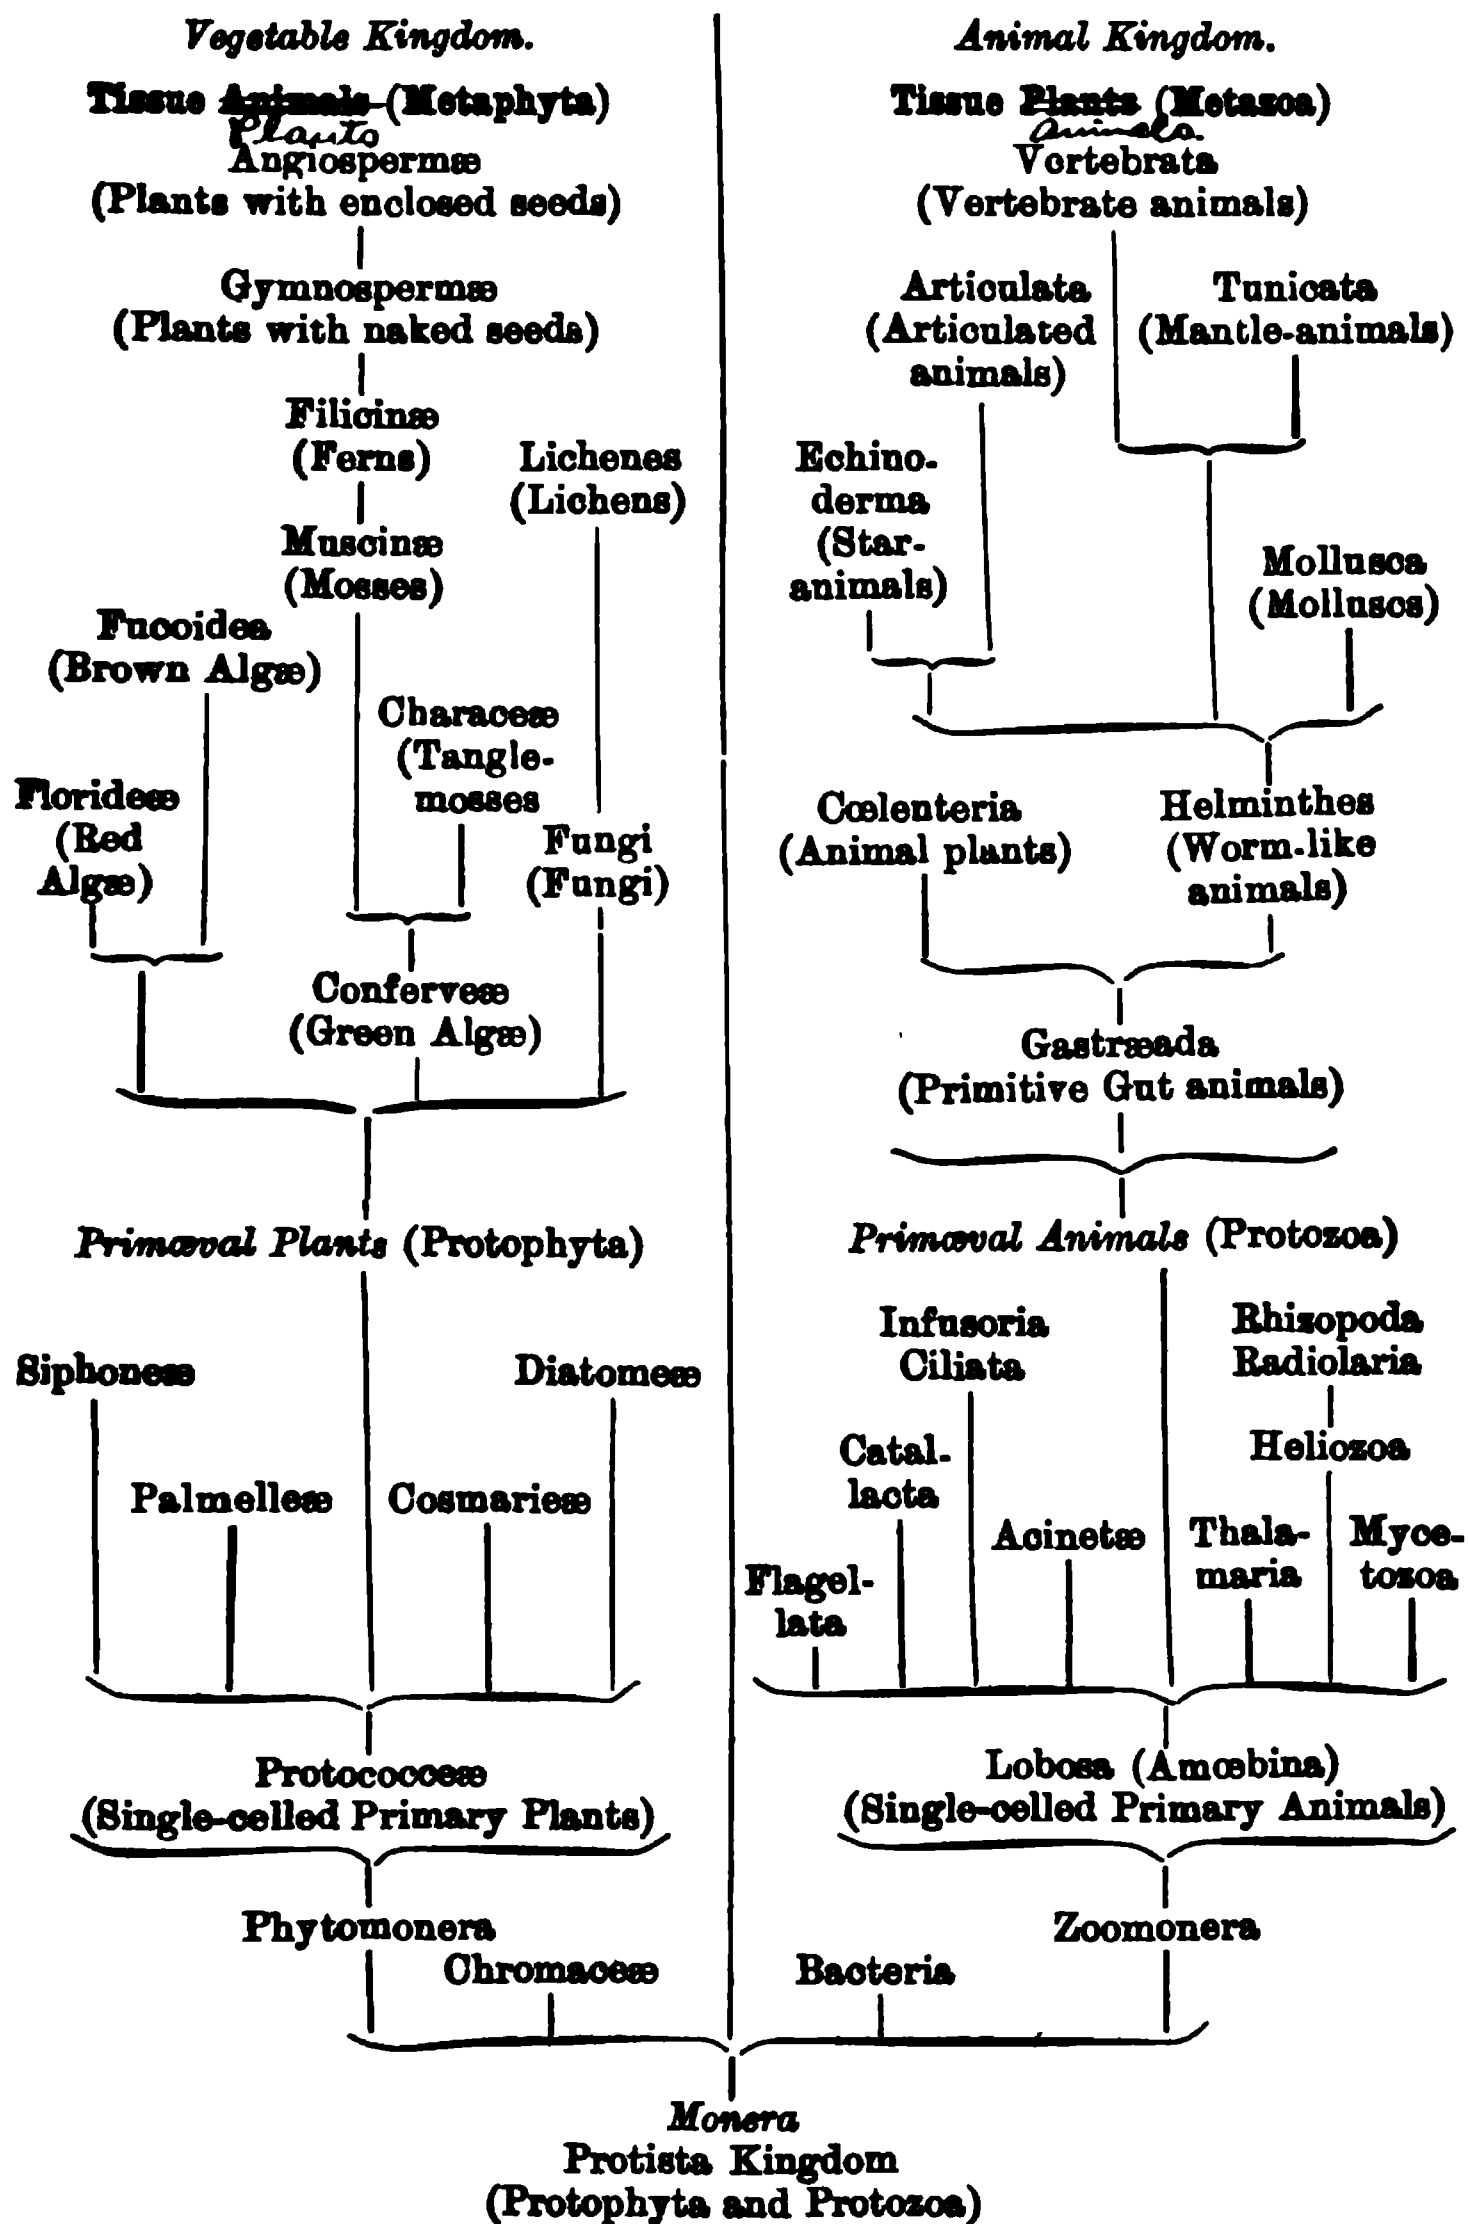 Vegetable Kingdom.
Tissue Animals (Metaphyta)
Plants
Angiospermæ
(Plants with enclosed seeds)
Gymnospermæ
(Plants with naked seeds)
Filicinæ
(Ferns)
Lichenes
(Lichens)
Muscinæ
(Mosses)
Fucoidea
(Brown Algæ)
Characeæ
(Tangle-
mosses
Florideæ
(Red
Algæ)
Fungi
(Fungi)
Conferveæ
(Green Algæ)
Primæval Plants (Protophyta)
Siphoneæ
Diatomeæ
Palmelleæ
Cosmarieæ
Protococceæ
(Single-celled Primary Plants)
Phytomonera
Chromaceæ
Animal Kingdom.
Tissue Plants (Metazoa)
Animals.
Vertebrata
(Vertebrate animals)
Articulata
(Articulated
animals)
Tunicata
(Mantle-animals)
Echino-
derma
(Star-
animals)
Mollusca
(Molluscs)
Cœlenteria
(Animal plants)
Helminthes
(Worm-like
animals)
Gastræada
(Primitive Gut animals)
Primæval Animals (Protozoa)
Infusoria
Ciliata
Rhizopoda
Radiolaria
Catal-
lacta
Heliozoa
Acinetæ
Thala-
maria
Myce-
tozoa
Flagel-
lata
Lobosa (Amœbina)
(Single-celled Primary Animals)
Zoomonera
Bacteria
Monera
Protista Kingdom
(Protophyta and Protozoa)